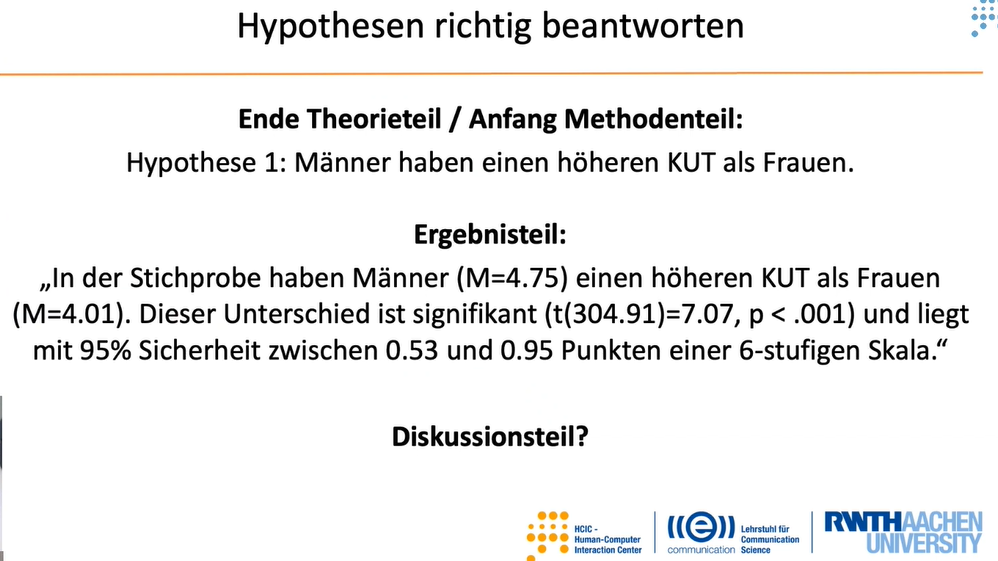 Hypothesen richtig beantworten
Ende Theorieteil / Anfang Methodenteil:
Hypothese 1: Männer haben einen höheren KUT als Frauen.
Ergebnisteil:
„In der Stichprobe haben Männer (M=4.75) einen höheren KUT als Frauen
(M=4.01). Dieser Unterschied ist signifikant (t(304.91)=7.07, p < .001) und liegt
mit 95% Sicherheit zwischen 0.53 und 0.95 Punkten einer 6-stufigen Skala.“
Diskussionsteil?
HCIC -
Human-Computer
Interaction Center
((e))
communication
Lehrstuhl für
Communication
Science
RWTHAACHEN
UNIVERSITY